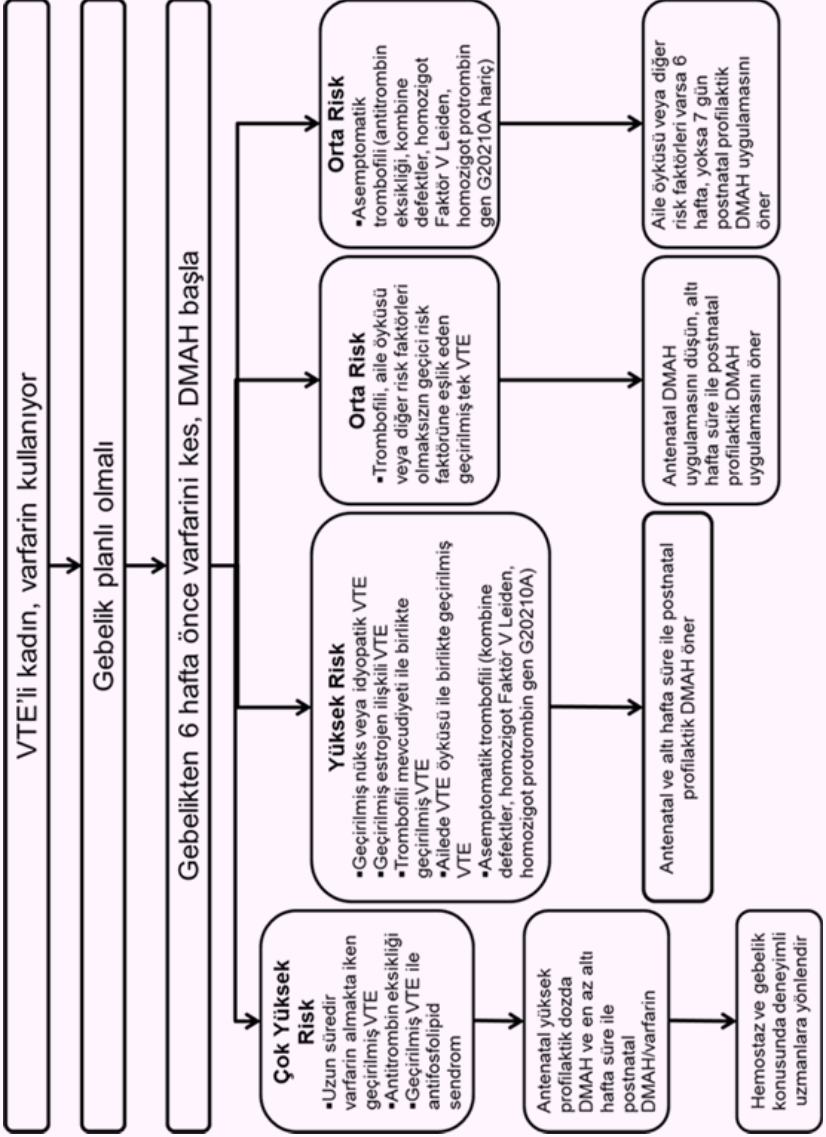 VTE'li kadın, varfarin kullanıyor
Gebelik planlı olmalı
Gebelikten 6 hafta önce varfarini kes, DMAH başla
Çok Yüksek
Risk
▪Uzun süredir
varfarin almakta iken
geçirilmiş VTE
▪Antitrombin eksikliği
▪Geçirilmiş VTE ile
antifosfolipid
sendrom
Antenatal yüksek
profilaktik dozda
DMAH ve en az altı
hafta süre ile
postnatal
DMAH/varfarin
Hemostaz ve gebelik
konusunda deneyimli
uzmanlara yönlendir
Yüksek Risk
▪Geçirilmiş nüks veya idyopatik VTE
▪Geçirilmiş estrojen ilişkili VTE
▪Trombofili mevcudiyeti ile birlikte
geçirilmiş VTE
▪Ailede VTE öyküsü ile birlikte geçirilmiş
VTE
▪Asemptomatik trombofili (kombine
defektler, homozigot Faktör V Leiden,
homozigot protrombin gen G20210A)
Antenatal ve altı hafta süre ile postnatal
profilaktik DMAH öner
Orta Risk
▪Trombofili, aile öyküsü
veya diğer risk faktörleri
olmaksızın geçici risk
faktörüne eşlik eden
geçirilmiş tek VTE
Antenatal DMAH
uygulamasını düşün, altı
hafta süre ile postnatal
profilaktik DMAH
uygulamasını öner
Orta Risk
▪Asemptomatik
trombofili (antitrombin
eksikliği, kombine
defektler, homozigot
Faktör V Leiden,
homozigot protrombin
gen G20210A hariç)
Aile öyküsü veya diğer
risk faktörleri varsa 6
hafta, yoksa 7 gün
postnatal profilaktik
DMAH uygulamasını
öner